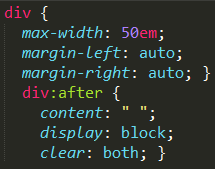 div {
  max-width: 50em;
  margin-left: auto;
  margin-right: auto; }
  div:after {
    content: " ";
    display: block;
    clear: both; }